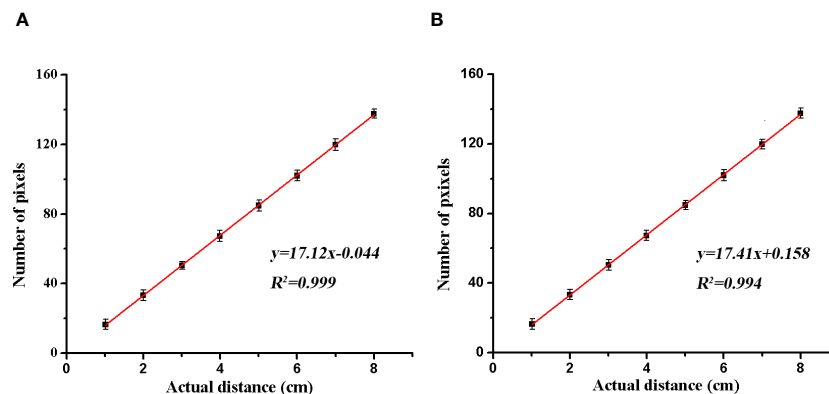 A
160
120
80
40
0
Number of pixels
y=17.12x-0.044
R²=0.999
0 2 4 6 8
Actual distance (cm)
B
160
120
80
40
0
Number of pxixels
y=17.41x+0.158
R²=0.994
0 2 4 6 8
Actual distance (cm)